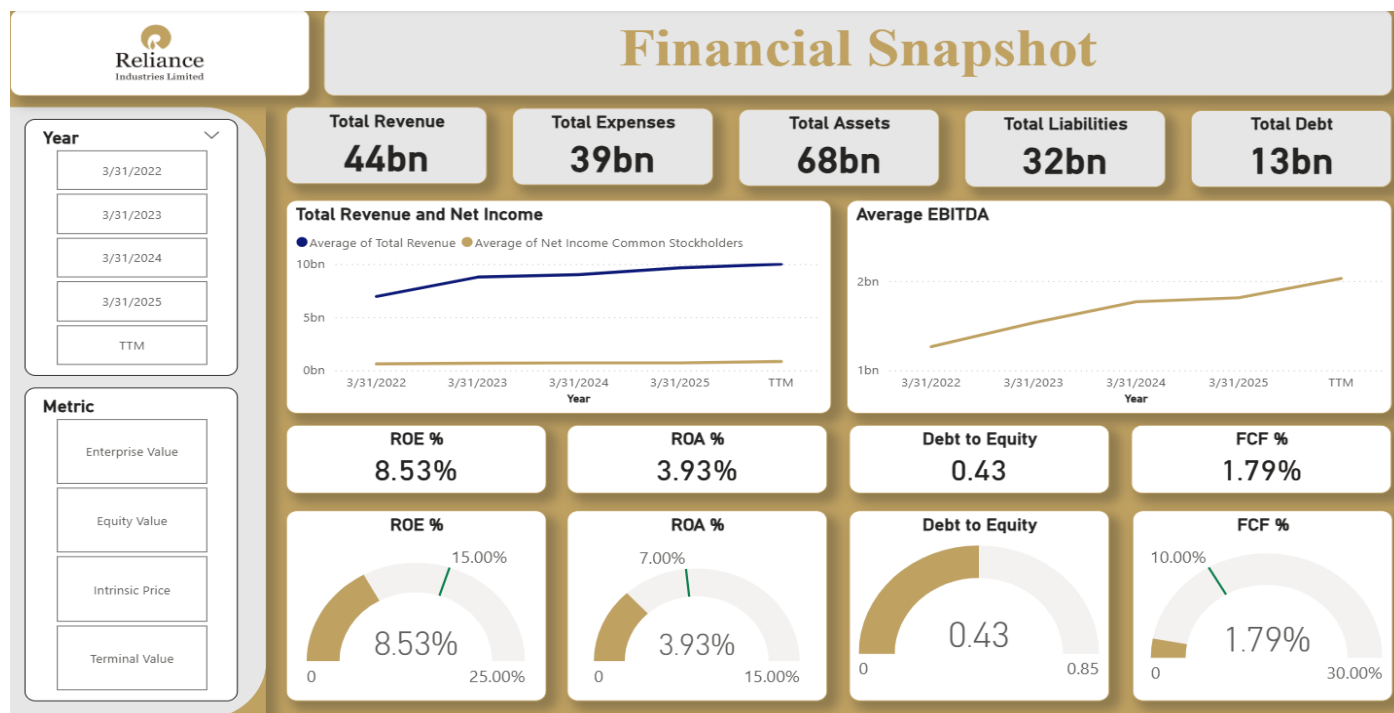 Reliance
Industries Limited
Financial Snapshot
Year
3/31/2022
3/31/2023
3/31/2024
3/31/2025
TTM
Metric
Enterprise Value
Equity Value
Intrinsic Price
Terminal Value
Total Revenue
44bn
Total Expenses
39bn
Total Assets
68bn
Total Liabilities
32bn
Total Debt
13bn
Total Revenue and Net Income
Average of Total Revenue Average of Net Income Common Stockholders
10bn
5bn
0bn
3/31/2022 3/31/2023 3/31/2024 3/31/2025 TTM
Year
Average EBITDA
2bn
1bn
3/31/2022 3/31/2023 3/31/2024 3/31/2025 TTM
Year
ROE %
8.53%
ROA %
3.93%
Debt to Equity
0.43
FCF %
1.79%
ROE %
15.00%
8.53%
0 25.00%
ROA %
7.00%
3.93%
0 15.00%
Debt to Equity
0.43
0 0.85
FCF %
10.00%
1.79%
0 30.00%